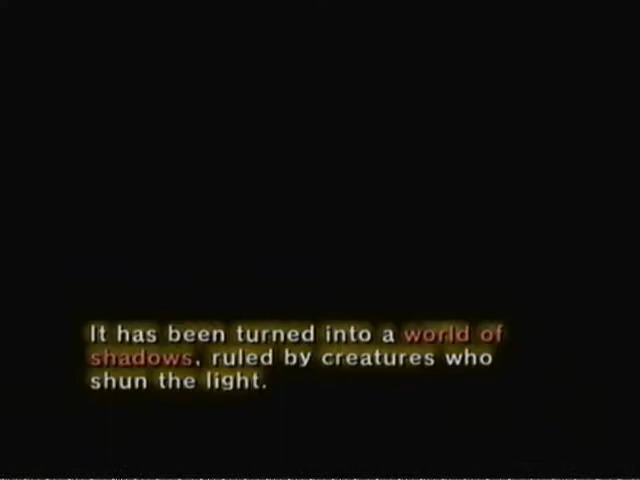 It has been turned into a world of
shadows, ruled by creatures who
shun the light.